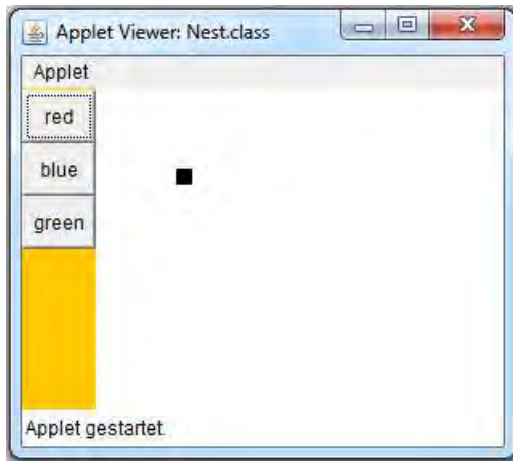 Applet Viewer: Nest.class
Applet
red
blue
green
Applet gestartet.